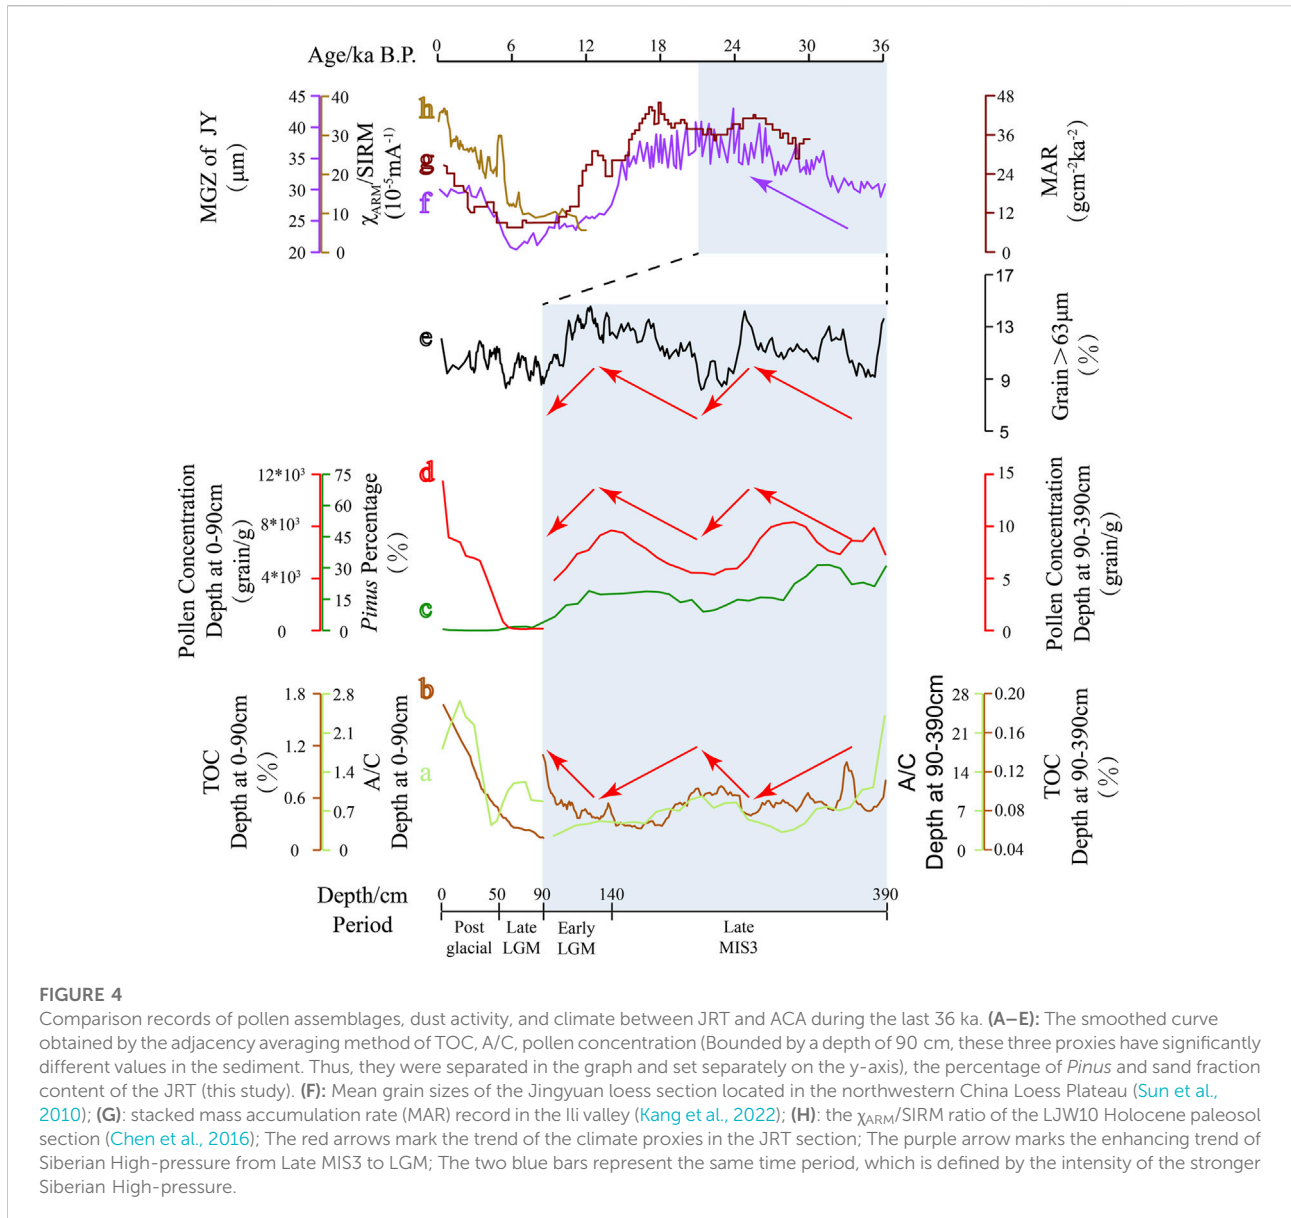 Age/ka B.P.
0 6 12 18 24 30 36
MGZ of JY
(μm)
45
40
35
30
25
20
40
30
20
10
0
χARM/SIRM
(10-5mA-1)
h
g
f
48
36
24
12
0
MAR
(gcm-2ka-2)
e
17
13
9
5
Grain>63μm
(%)
Pollen Concentration
Depth at 0-90cm
(grain/g)
12*10³
8*10³
4*10³
0
75
60
45
30
15
0
Pinus Percentage
(%)
d
c
15
10
5
0
Pollen Concentration
Depth at 90-390cm
(grain/g)
TOC
Depth at 0-90cm
(%)
1.8
1.2
0.6
0
2.8
2.1
1.4
0.7
0
A/C
Depth at 0-90cm
b
a
A/C
Depth at 90-390cm
28
21
14
7
0
0.20
0.16
0.12
0.08
0.04
TOC
Depth at 90-390cm
(%)
Depth/cm
0 50 90 140 390
Period
Post
glacial
Late
LGM
Early
LGM
Late
MIS3
FIGURE 4
Comparison records of pollen assemblages, dust activity, and climate between JRT and ACA during the last 36 ka. (A–E): The smoothed curve
obtained by the adjacency averaging method of TOC, A/C, pollen concentration (Bounded by a depth of 90 cm, these three proxies have significantly
different values in the sediment. Thus, they were separated in the graph and set separately on the y-axis), the percentage of Pinus and sand fraction
content of the JRT (this study). (F): Mean grain sizes of the Jingyuan loess section located in the northwestern China Loess Plateau (Sun et al.,
2010); (G): stacked mass accumulation rate (MAR) record in the Ili valley (Kang et al., 2022); (H): the χARM/SIRM ratio of the LJW10 Holocene paleosol
section (Chen et al., 2016); The red arrows mark the trend of the climate proxies in the JRT section; The purple arrow marks the enhancing trend of
Siberian High-pressure from Late MIS3 to LGM; The two blue bars represent the same time period, which is defined by the intensity of the stronger
Siberian High-pressure.